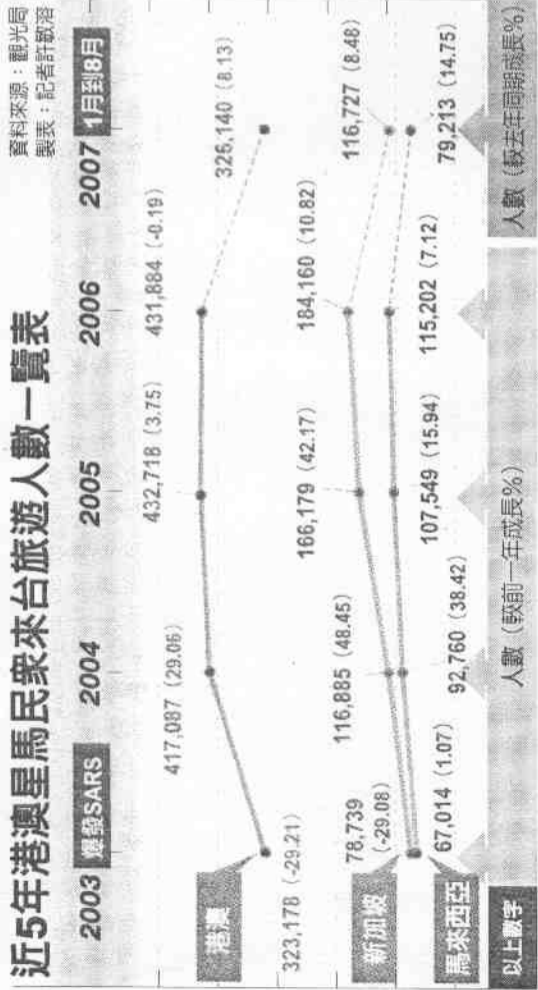 近5年港澳星馬民衆來台旅遊人數一覽表
資料來源：觀光局
製表：記者許敏溶
2003 爆發SARS 2004 2005 2006 2007 1月到8月
港澳
323,178 (-29.21)
417,087 (29.06)
432,718 (3.75)
431,884 (-0.19)
326,140 (8.13)
新加坡
78,739
(-29.08)
116,885 (48.45)
166,179 (42.17)
184,160 (10.82)
116,727 (8.48)
馬來西亞
67,014 (1.07)
92,760 (38.42)
107,549 (15.94)
115,202 (7.12)
79,213 (14.75)
以上數字
人數（較前一年成長%）
人數（較去年同期成長%）